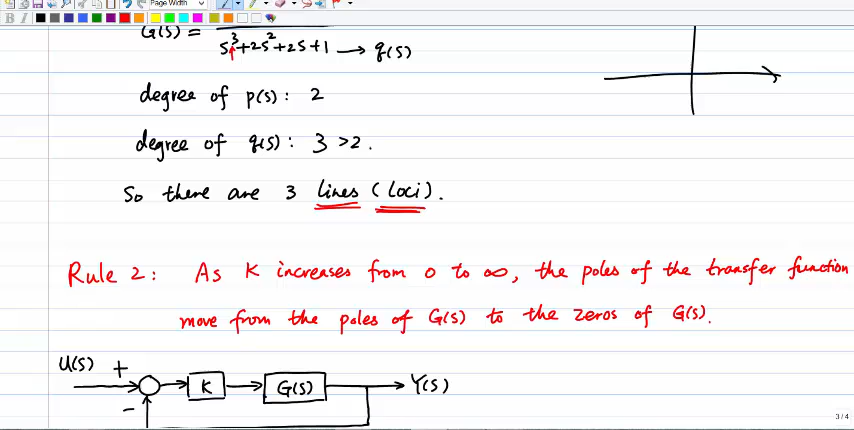 Page Width
B I U
G(s) =
s³+2s²+2s+1 → q(s)
degree of p(s): 2
degree of q(s): 3 >2.
So there are 3 lines (loci).
Rule 2: As K increases from 0 to ∞, the poles of the transfer function
move from the poles of G(s) to the zeros of G(s).
U(s) + K G(s) Y(s)
−
3/4